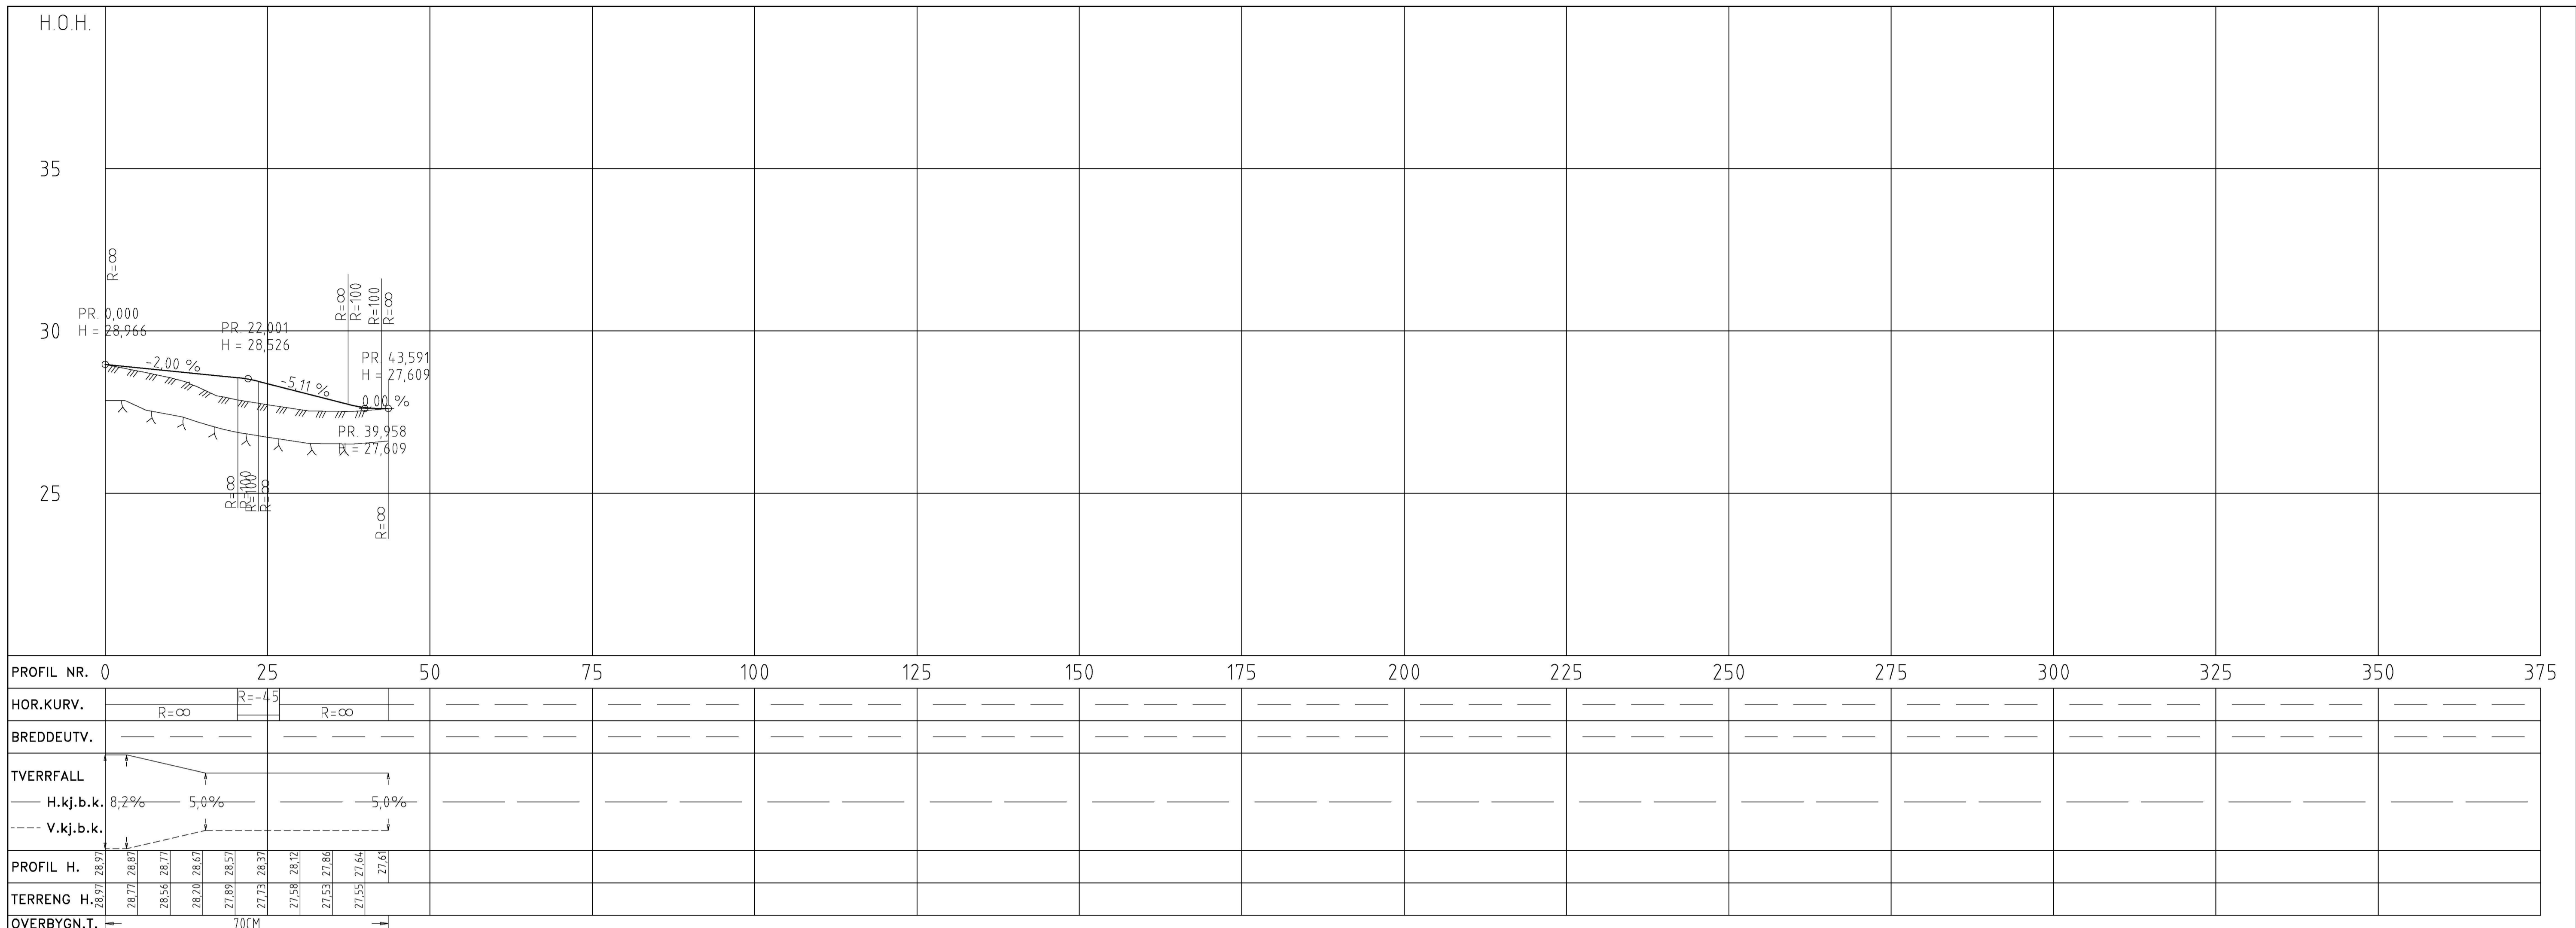 H.O.H.
35
R=∞
R=∞
R=100
R=100
R=∞
PR. 0,000
H = 28,966
30
PR. 22,001
H = 28,526
PR. 43,591
H = 27,609
-2,00 %
-5,11 %
0,00 %
PR. 39,958
H = 27,609
25
R=∞
R=100
R=100
R=∞
R=∞
PROFIL NR. 0 25 50 75 100 125 150 175 200 225 250 275 300 325 350 375
HOR.KURV. R=∞ R=-45 R=∞
BREDDEUTV.
TVERRFALL
H.kj.b.k. 8,2% 5,0% 5,0%
V.kj.b.k.
PROFIL H. 28,97 28,87 28,77 28,67 28,57 28,37 28,12 27,86 27,64 27,61
TERRENG H. 28,97 28,77 28,56 28,20 27,89 27,73 27,58 27,53 27,55
OVERBYGN.T. 70CM